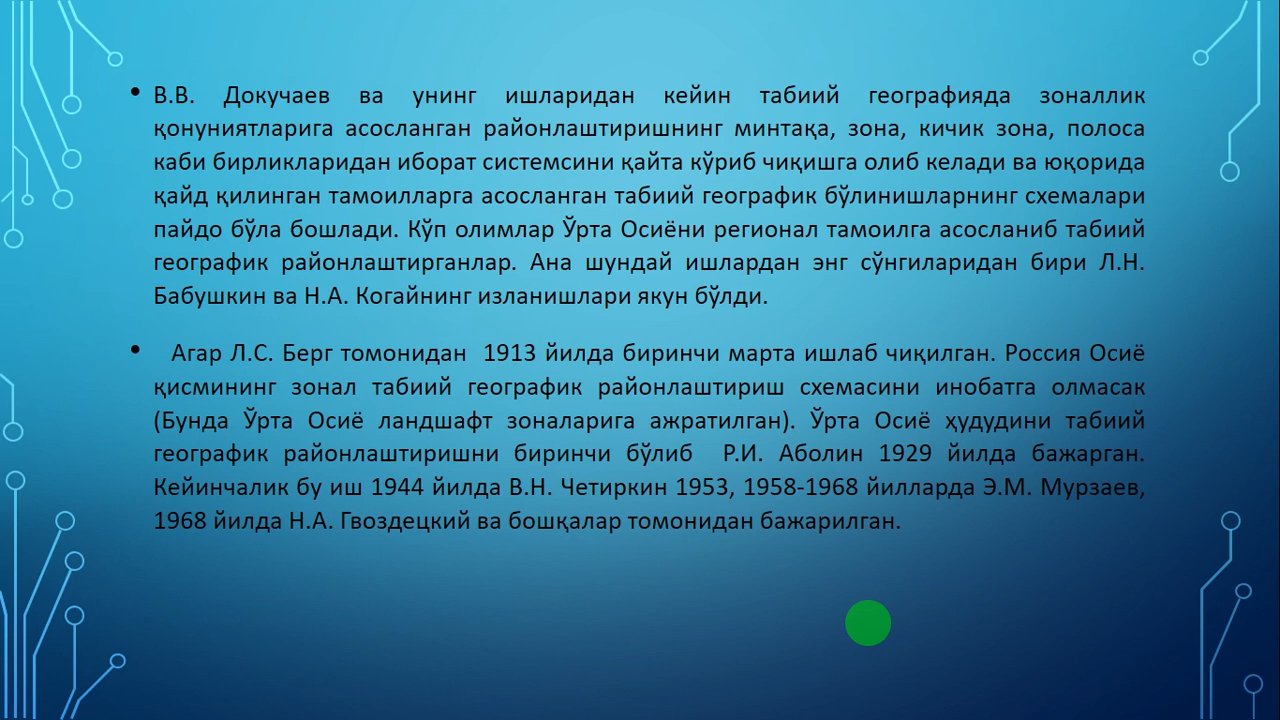 • В.В. Докучаев ва унинг ишларидан кейин табиий географияда зоналлик
қонуниятларига асосланган районлаштиришнинг минтақа, зона, кичик зона, полоса
каби бирликларидан иборат системсини қайта кўриб чиқишга олиб келади ва юқорида
қайд қилинган тамоилларга асосланган табиий географик бўлинишларнинг схемалари
пайдо бўла бошлади. Кўп олимлар Ўрта Осиёни регионал тамоилга асосланиб табиий
географик районлаштирганлар. Ана шундай ишлардан энг сўнгиларидан бири Л.Н.
Бабушкин ва Н.А. Когайнинг изланишлари якун бўлди.
• Агар Л.С. Берг томонидан 1913 йилда биринчи марта ишлаб чиқилган. Россия Осиё
қисмининг зонал табиий географик районлаштириш схемасини инобатга олмасак
(Бунда Ўрта Осиё ландшафт зоналарига ажратилган). Ўрта Осиё ҳудудини табиий
географик районлаштиришни биринчи бўлиб Р.И. Аболин 1929 йилда бажарган.
Кейинчалик бу иш 1944 йилда В.Н. Четиркин 1953, 1958-1968 йилларда Э.М. Мурзаев,
1968 йилда Н.А. Гвоздецкий ва бошқалар томонидан бажарилган.